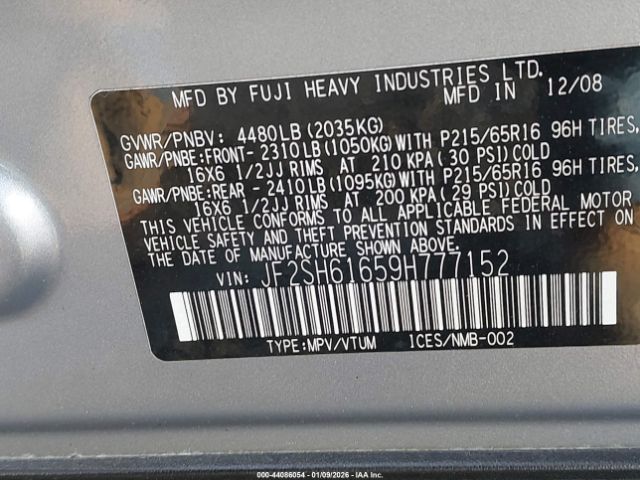 MFD BY FUJI HEAVY INDUSTRIES LTD.
DATE OF MFD IN 12/08
GVWR/PNBV: 4480LB(2035KG)
GAWR/PNBE:FRONT-2310LB(1050KG)WITH P215/65R16 96H TIRES,
16X6 1/2JJ RIMS AT 210 KPA(30 PSI)COLD
GAWR/PNBE:REAR -2410LB(1095KG)WITH P215/65R16 96H TIRES,
16X6 1/2JJ RIMS AT 200 KPA(29 PSI)COLD
THIS VEHICLE CONFORMS TO ALL APPLICABLE FEDERAL MOTOR
VEHICLE SAFETY AND THEFT PREVENTION STANDARDS IN EFFECT ON
THE DATE OF MANUFACTURE SHOWN ABOVE.
VIN: JF2SH61659H777152
TYPE:MPV/VTUM ICES/NMB-002
000-44086054 - 01/09/2026 - IAA Corp.